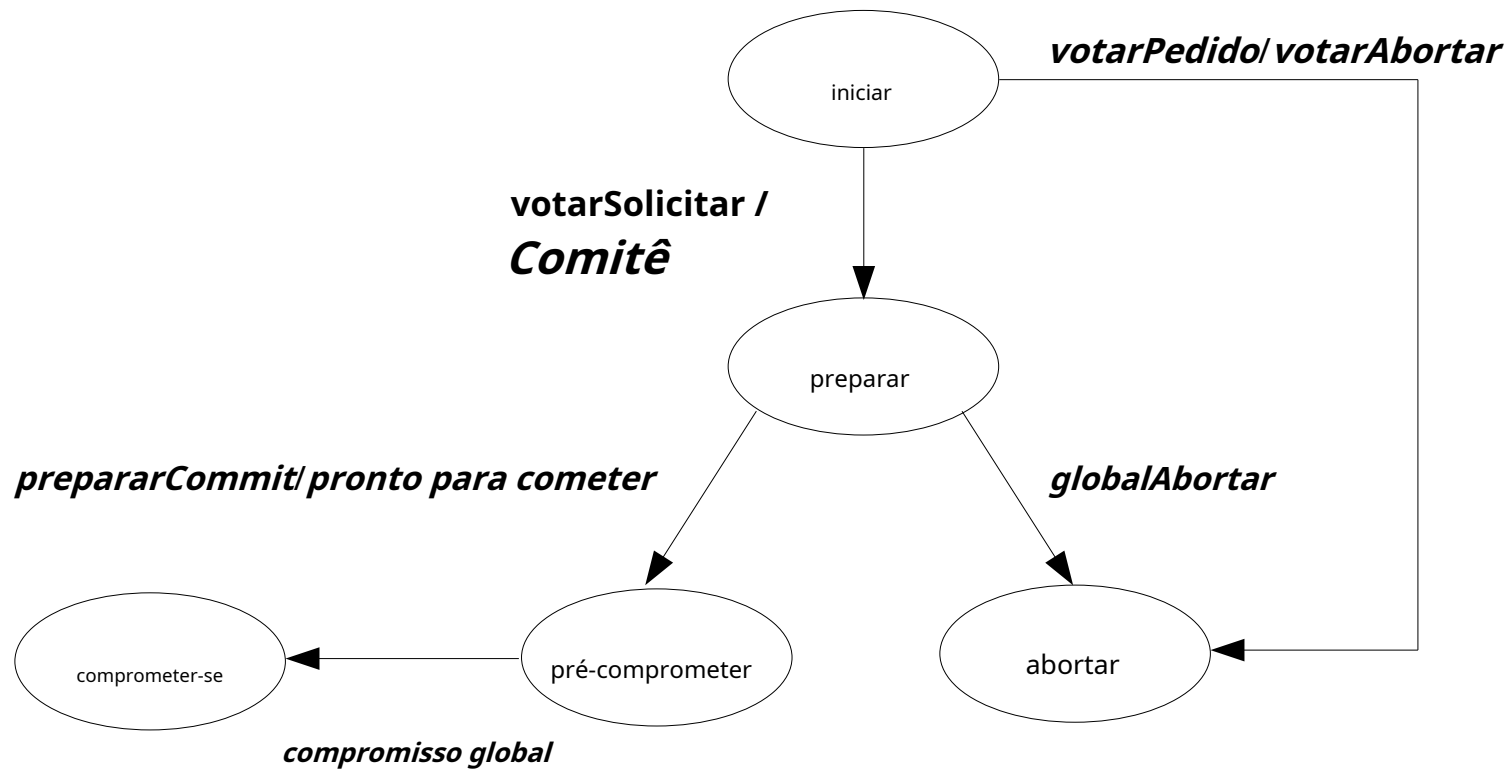 votarPedido/ votarAbortar
iniciar
votarSolicitar /
Comitê
preparar
prepararCommit/ pronto para cometer
globalAbortar
comprometer-se
pré-comprometer
abortar
compromisso global